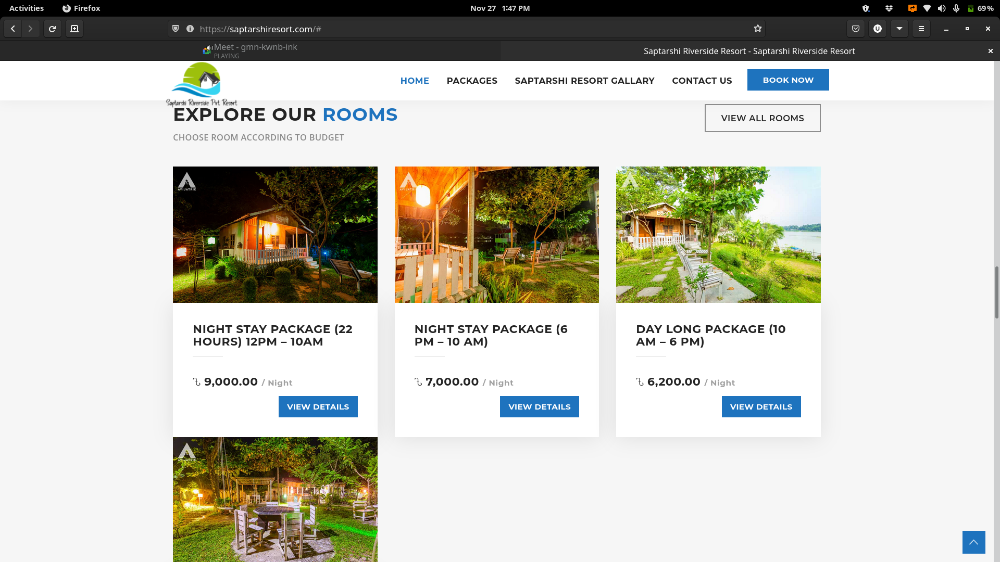 Activities Firefox Nov 27 1:47 PM 69 %
https://saptarshiresort.com/#
Meet - gmn-kwnb-ink
PLAYING
Saptarshi Riverside Resort - Saptarshi Riverside Resort
HOME PACKAGES SAPTARSHI RESORT GALLARY CONTACT US BOOK NOW
Saptarshi Riverside Pvt Resort
EXPLORE OUR ROOMS
VIEW ALL ROOMS
CHOOSE ROOM ACCORDING TO BUDGET
AVIJATRIK
AVIJATRIK
AVIJATRIK
NIGHT STAY PACKAGE (22
HOURS) 12PM – 10AM
৳ 9,000.00 / Night
VIEW DETAILS
NIGHT STAY PACKAGE (6
PM – 10 AM)
৳ 7,000.00 / Night
VIEW DETAILS
DAY LONG PACKAGE (10
AM – 6 PM)
৳ 6,200.00 / Night
VIEW DETAILS
AVIJATRIK